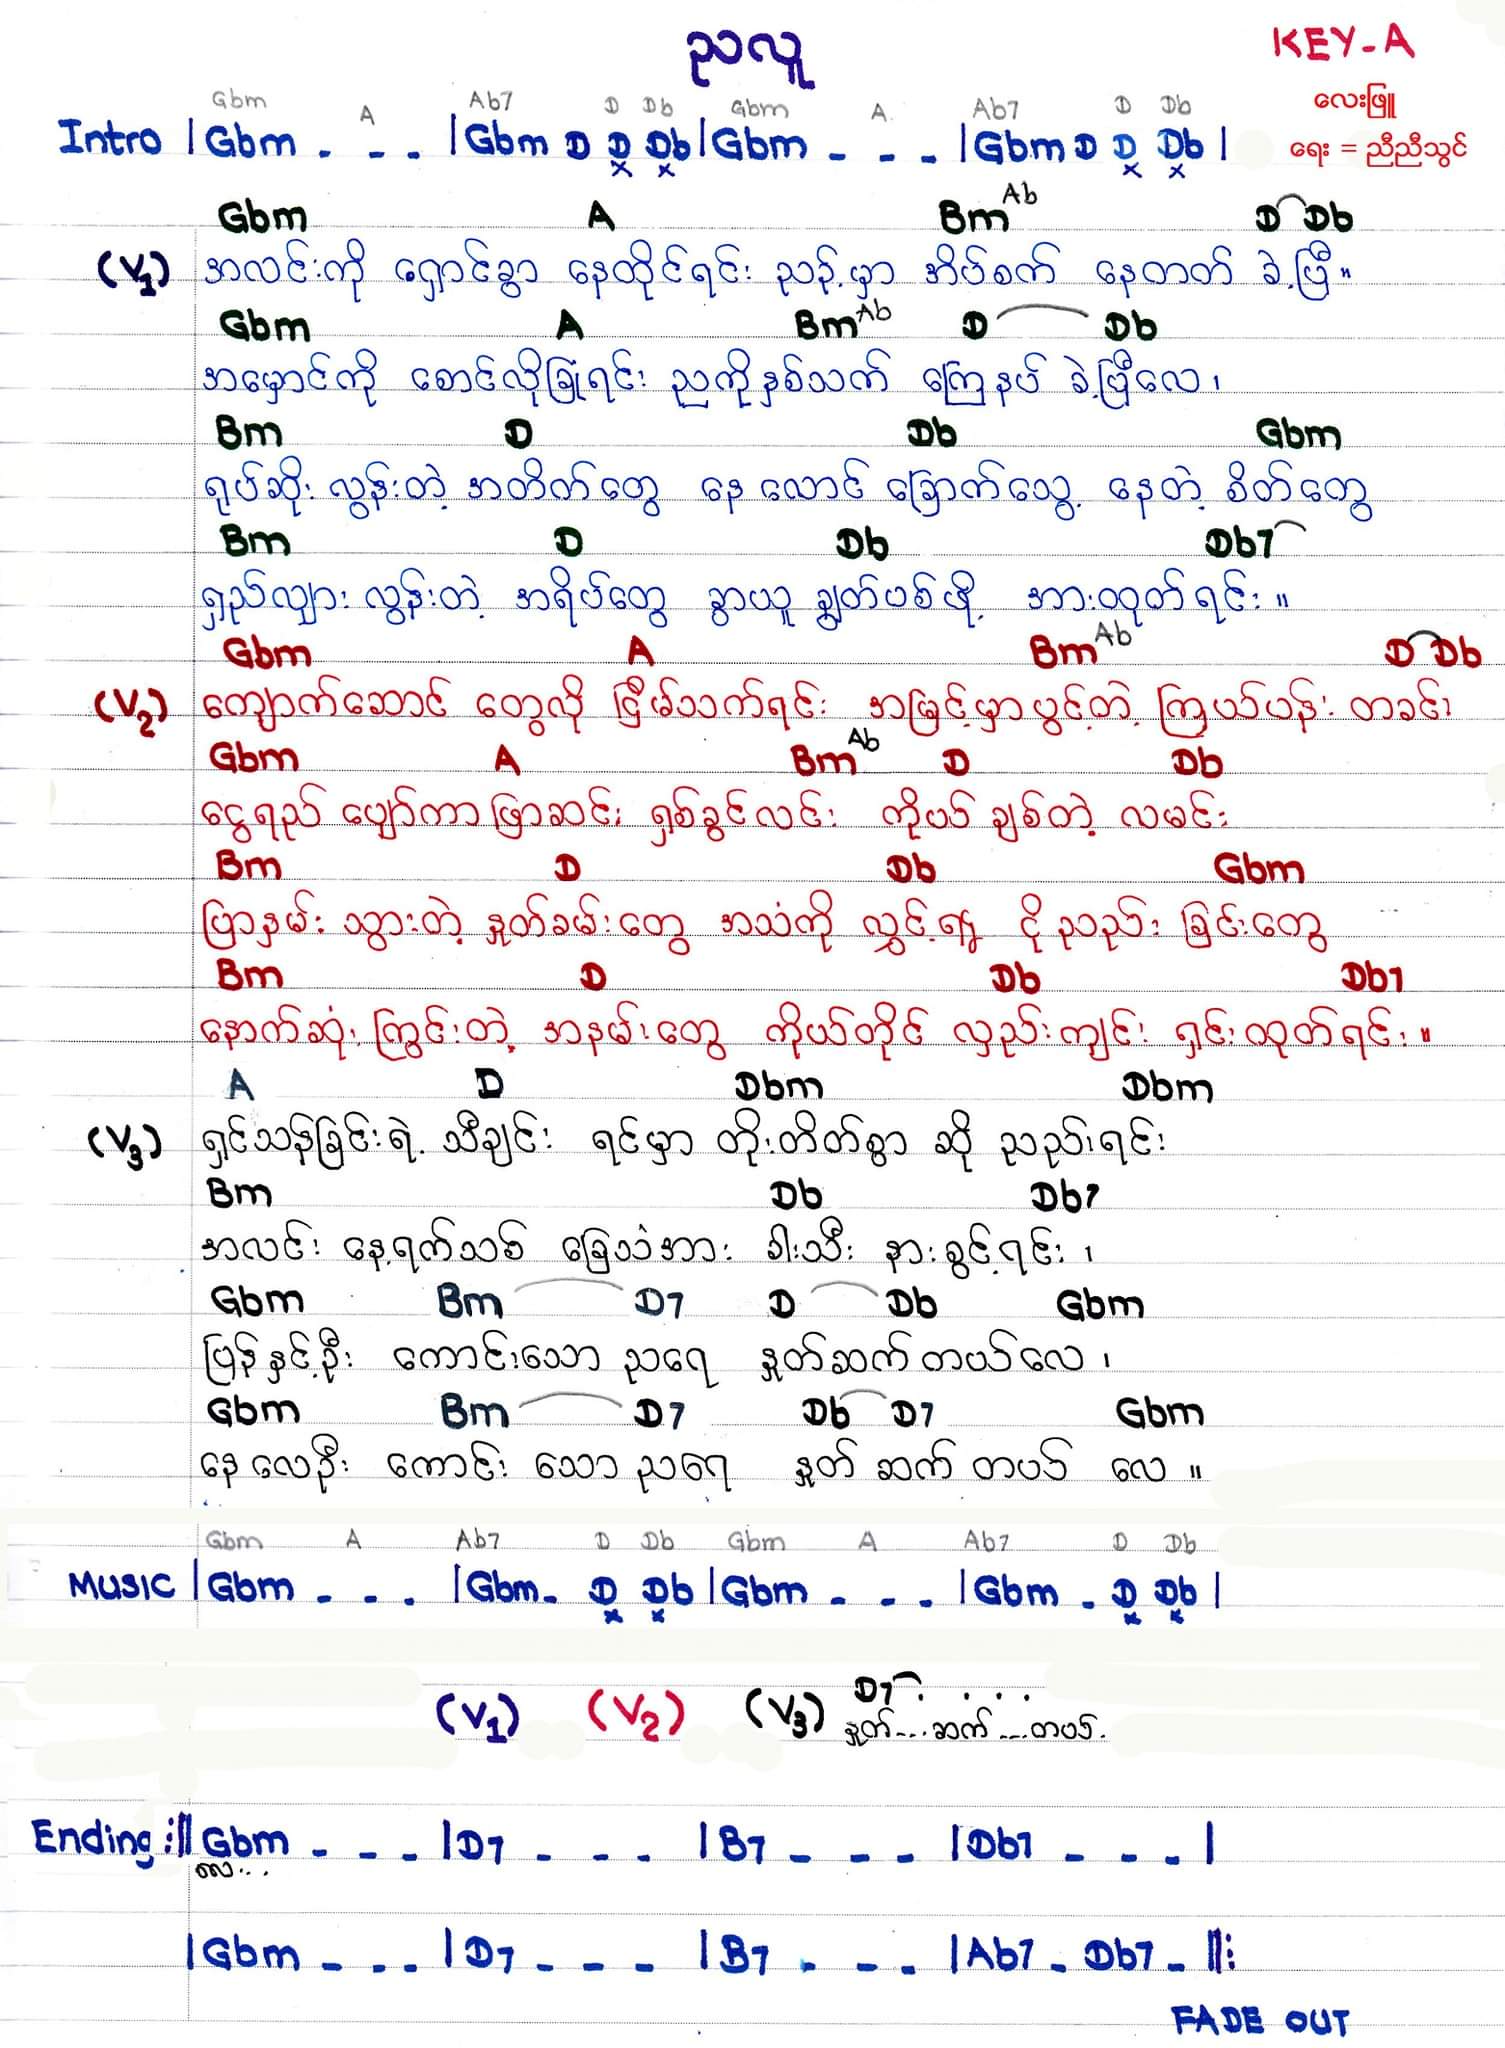 ညလူ
KEY-A
လေးဖြူ
ရေး = ညီညီသွင်
Gbm A Ab7 D Db Gbm A Ab7 D Db
Intro |Gbm - - - |Gbm D D Db|Gbm - - - |Gbm D D Db |
x x x x
Gbm A Bm Ab D Db
(V1) အလင်းကို ရှောင်ခွာ နေထိုင်ရင်း ညဉ့်မှာ အိပ်စက် နေတတ် ခဲ့ပြီ။
Gbm A Bm Ab D Db
အမှောင်ကို စောင်လိုခြုံရင်း ညကိုနှစ်သက် ကြေနပ် ခဲ့ပြီလေ၊
Bm D Db Gbm
ရုပ်ဆိုး လွန်းတဲ့ အတိတ်တွေ နေ လောင် ခြောက်သွေ့ နေတဲ့ စိတ်တွေ
Bm D Db Db7
ရှည်လျှား လွန်းတဲ့ အရိပ်တွေ ခွာယူ ချွတ်ပစ်ဖို့ အားထုတ်ရင်း။
Gbm A Bm Ab D Db
(V2) ကျောက်ဆောင် တွေလို ငြိမ်သက်ရင်း အမြင့်မှာပွင့်တဲ့ ကြယ်ပန်း တခင်း
Gbm A Bm Ab D Db
ငွေရည် ပျော်ကာဖြာဆင်း ရှစ်ခွင်လင်း ကိုယ် ချစ်တဲ့ လမင်း
Bm D Db Gbm
ပြာနှမ်း သွားတဲ့ နှုတ်ခမ်းတွေ အသံကို လွှင့်၍ ငိုညည်း ခြင်းတွေ
Bm D Db Db7
နောက်ဆုံး ကြွင်းတဲ့ အနမ်းတွေ ကိုယ်တိုင် လှည်းကျင်း ရှင်းထုတ်ရင်း။
A D Dbm Dbm
(V3) ရှင်သန်ခြင်းရဲ့ သီချင်း ရင်မှာ တိုးတိတ်စွာ ဆို ညည်းရင်း
Bm Db Db7
အလင်း နေ့ရက်သစ် ခြေသံအား ခါးသီး နားစွင့်ရင်း၊
Gbm Bm D7 D Db Gbm
ပြန်နှင့်ဦး ကောင်းသော ညရေ နှုတ်ဆက်တယ်လေ၊
Gbm Bm D7 Db D7 Gbm
နေလေဦး ကောင်း သော ညရေ နှုတ် ဆက်တယ် လေ။
Gbm A Ab7 D Db Gbm A Ab7 D Db
MUSIC |Gbm - - - |Gbm- D Db|Gbm - - - |Gbm - D Db|
x x x x
(V1) (V2) (V3) D7 . . . .
နှုတ်...ဆက်...တယ်.
Ending :||Gbm - - - |D7 - - - |B7 - - - |Db7 - - - |
လေ...
|Gbm - - - |D7 - - - |B7 - - - |Ab7 - Db7 - ||:
FADE OUT